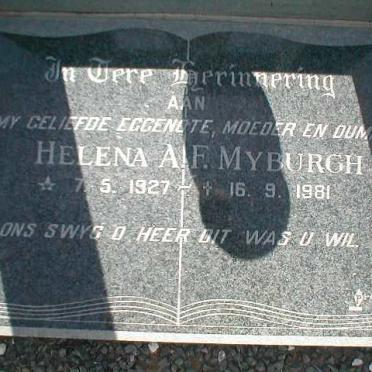 In Tere Herinnering
AAN
MY GELIEFDE EGGENOTE, MOEDER EN OUM
HELENA A.F. MYBURGH
☆ 7. 5. 1927 – † 16. 9. 1981
ONS SWYG O HEER DIT WAS U WIL